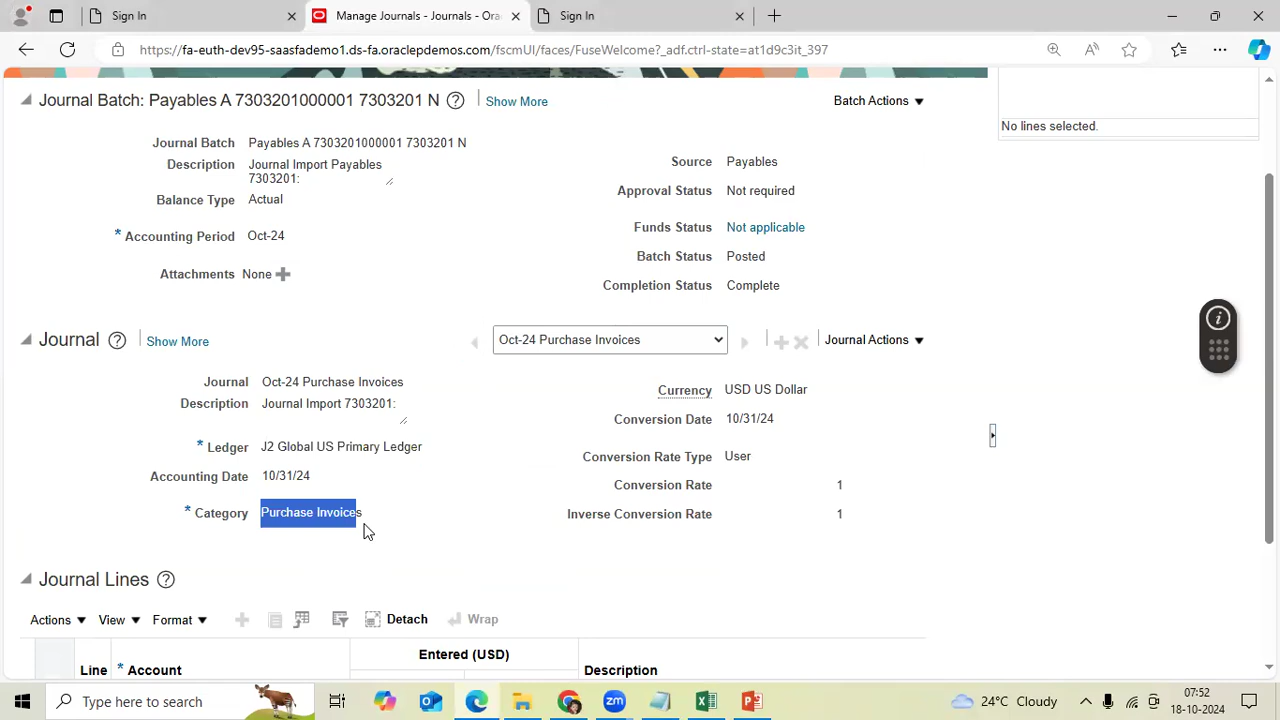 Sign In
Manage Journals - Journals - Ora
Sign In
https://fa-euth-dev95-saasfademo1.ds-fa.oraclepdemos.com/fscmUI/faces/FuseWelcome?_adf.ctrl-state=at1d9c3it_397
Journal Batch: Payables A 7303201000001 7303201 N
Show More
Batch Actions
No lines selected.
Journal Batch Payables A 7303201000001 7303201 N
Description Journal Import Payables
7303201:
Balance Type Actual
* Accounting Period Oct-24
Attachments None
Source Payables
Approval Status Not required
Funds Status Not applicable
Batch Status Posted
Completion Status Complete
Journal
Show More
Oct-24 Purchase Invoices
Journal Actions
Journal Oct-24 Purchase Invoices
Description Journal Import 7303201:
* Ledger J2 Global US Primary Ledger
Accounting Date 10/31/24
* Category Purchase Invoices
Currency USD US Dollar
Conversion Date 10/31/24
Conversion Rate Type User
Conversion Rate 1
Inverse Conversion Rate 1
Journal Lines
Actions View Format Detach Wrap
Entered (USD)
Line * Account Description
Type here to search
24°C Cloudy
07:52
18-10-2024